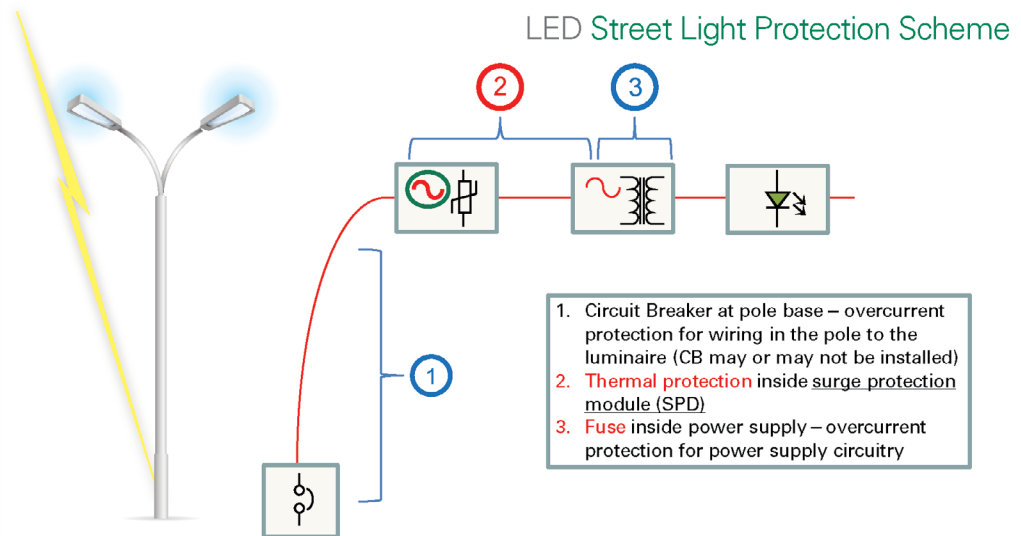 LED Street Light Protection Scheme
2
3
1
1. Circuit Breaker at pole base – overcurrent
protection for wiring in the pole to the
luminaire (CB may or may not be installed)
2. Thermal protection inside surge protection
module (SPD)
3. Fuse inside power supply – overcurrent
protection for power supply circuitry